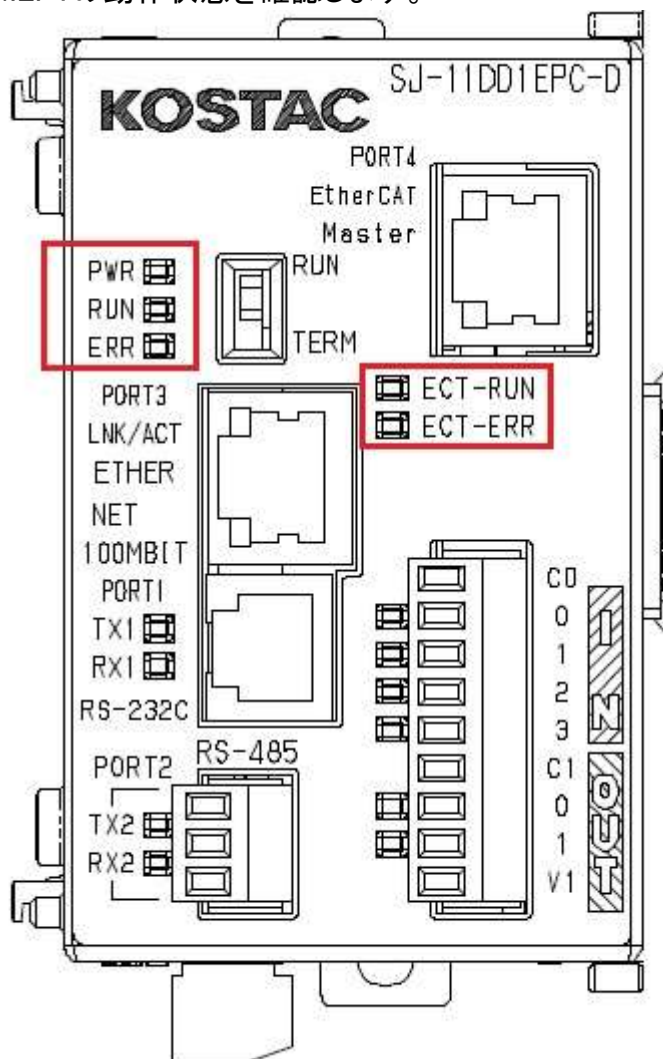 の動作状態を確認します。
KOSTAC
SJ-11DD1EPC-D
PORT4
EtherCAT
Master
PWR
RUN
ERR
RUN
TERM
ECT-RUN
ECT-ERR
PORT3
LNK/ACT
ETHER
NET
100MBIT
PORT1
TX1
RX1
RS-232C
PORT2
RS-485
TX2
RX2
C0
0
1
2
3
C1
0
1
V1
IN
OUT